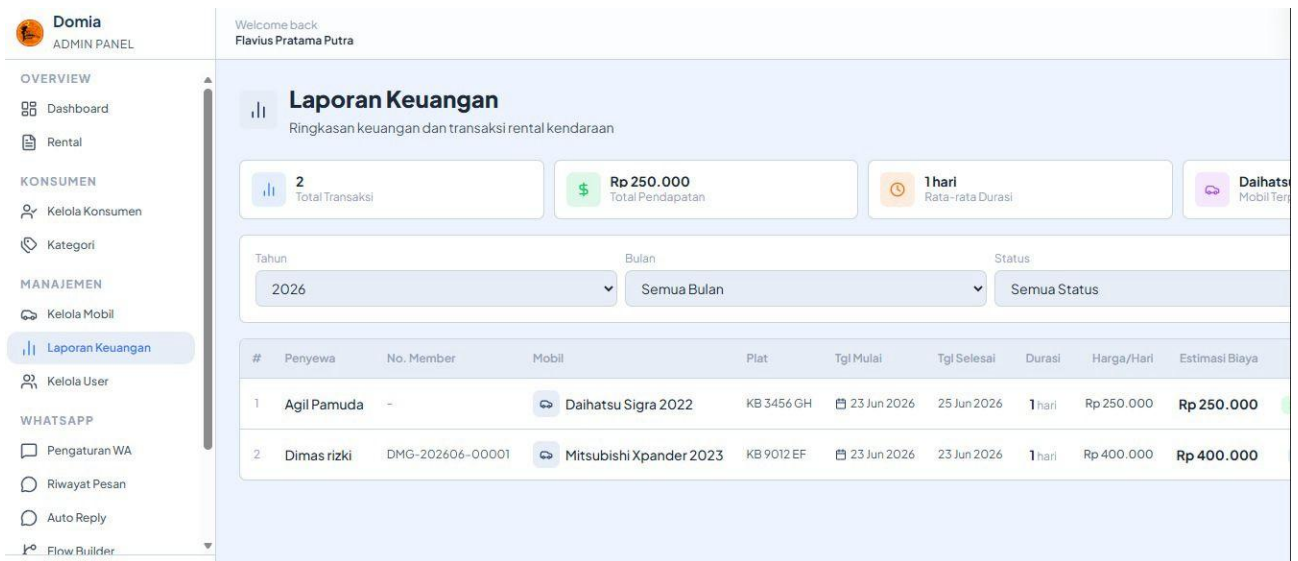 Domia
ADMIN PANEL
Welcome back
Flavius Pratama Putra
OVERVIEW
Dashboard
Rental
KONSUMEN
Kelola Konsumen
Kategori
MANAJEMEN
Kelola Mobil
Laporan Keuangan
Kelola User
WHATSAPP
Pengaturan WA
Riwayat Pesan
Auto Reply
Flow Builder
Laporan Keuangan
Ringkasan keuangan dan transaksi rental kendaraan
2
Total Transaksi
Rp 250.000
Total Pendapatan
1 hari
Rata-rata Durasi
Daihats
Mobil Ter
Tahun Bulan Status
2026 Semua Bulan Semua Status
# Penyewa No. Member Mobil Plat Tgl Mulai Tgl Selesai Durasi Harga/Hari Estimasi Biaya
1 Agil Pamuda - Daihatsu Sigra 2022 KB 3456 GH 23 Jun 2026 25 Jun 2026 1 hari Rp 250.000 Rp 250.000
2 Dimas rizki DMG-202606-00001 Mitsubishi Xpander 2023 KB 9012 EF 23 Jun 2026 23 Jun 2026 1 hari Rp 400.000 Rp 400.000